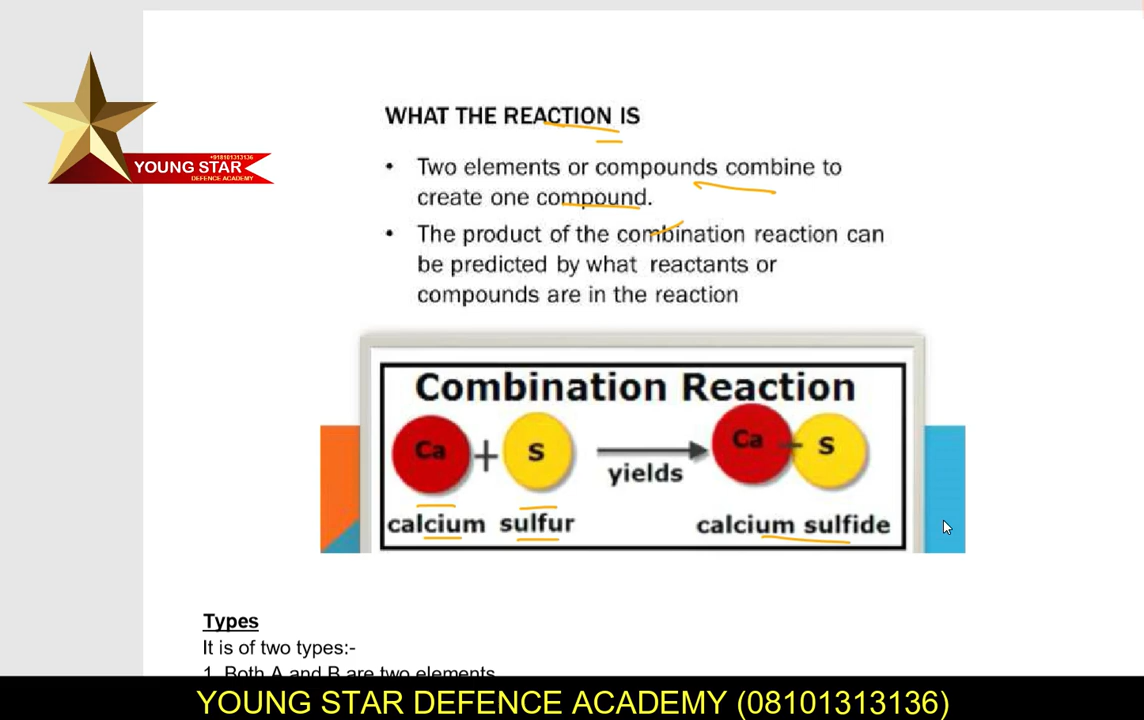 +918101313136
YOUNG STAR
DEFENCE ACADEMY
WHAT THE REACTION IS
• Two elements or compounds combine to
create one compound.
• The product of the combination reaction can
be predicted by what reactants or
compounds are in the reaction
Combination Reaction
Ca + S yields Ca S
calcium sulfur calcium sulfide
Types
It is of two types:-
1. Both A and B are two elements
YOUNG STAR DEFENCE ACADEMY (08101313136)